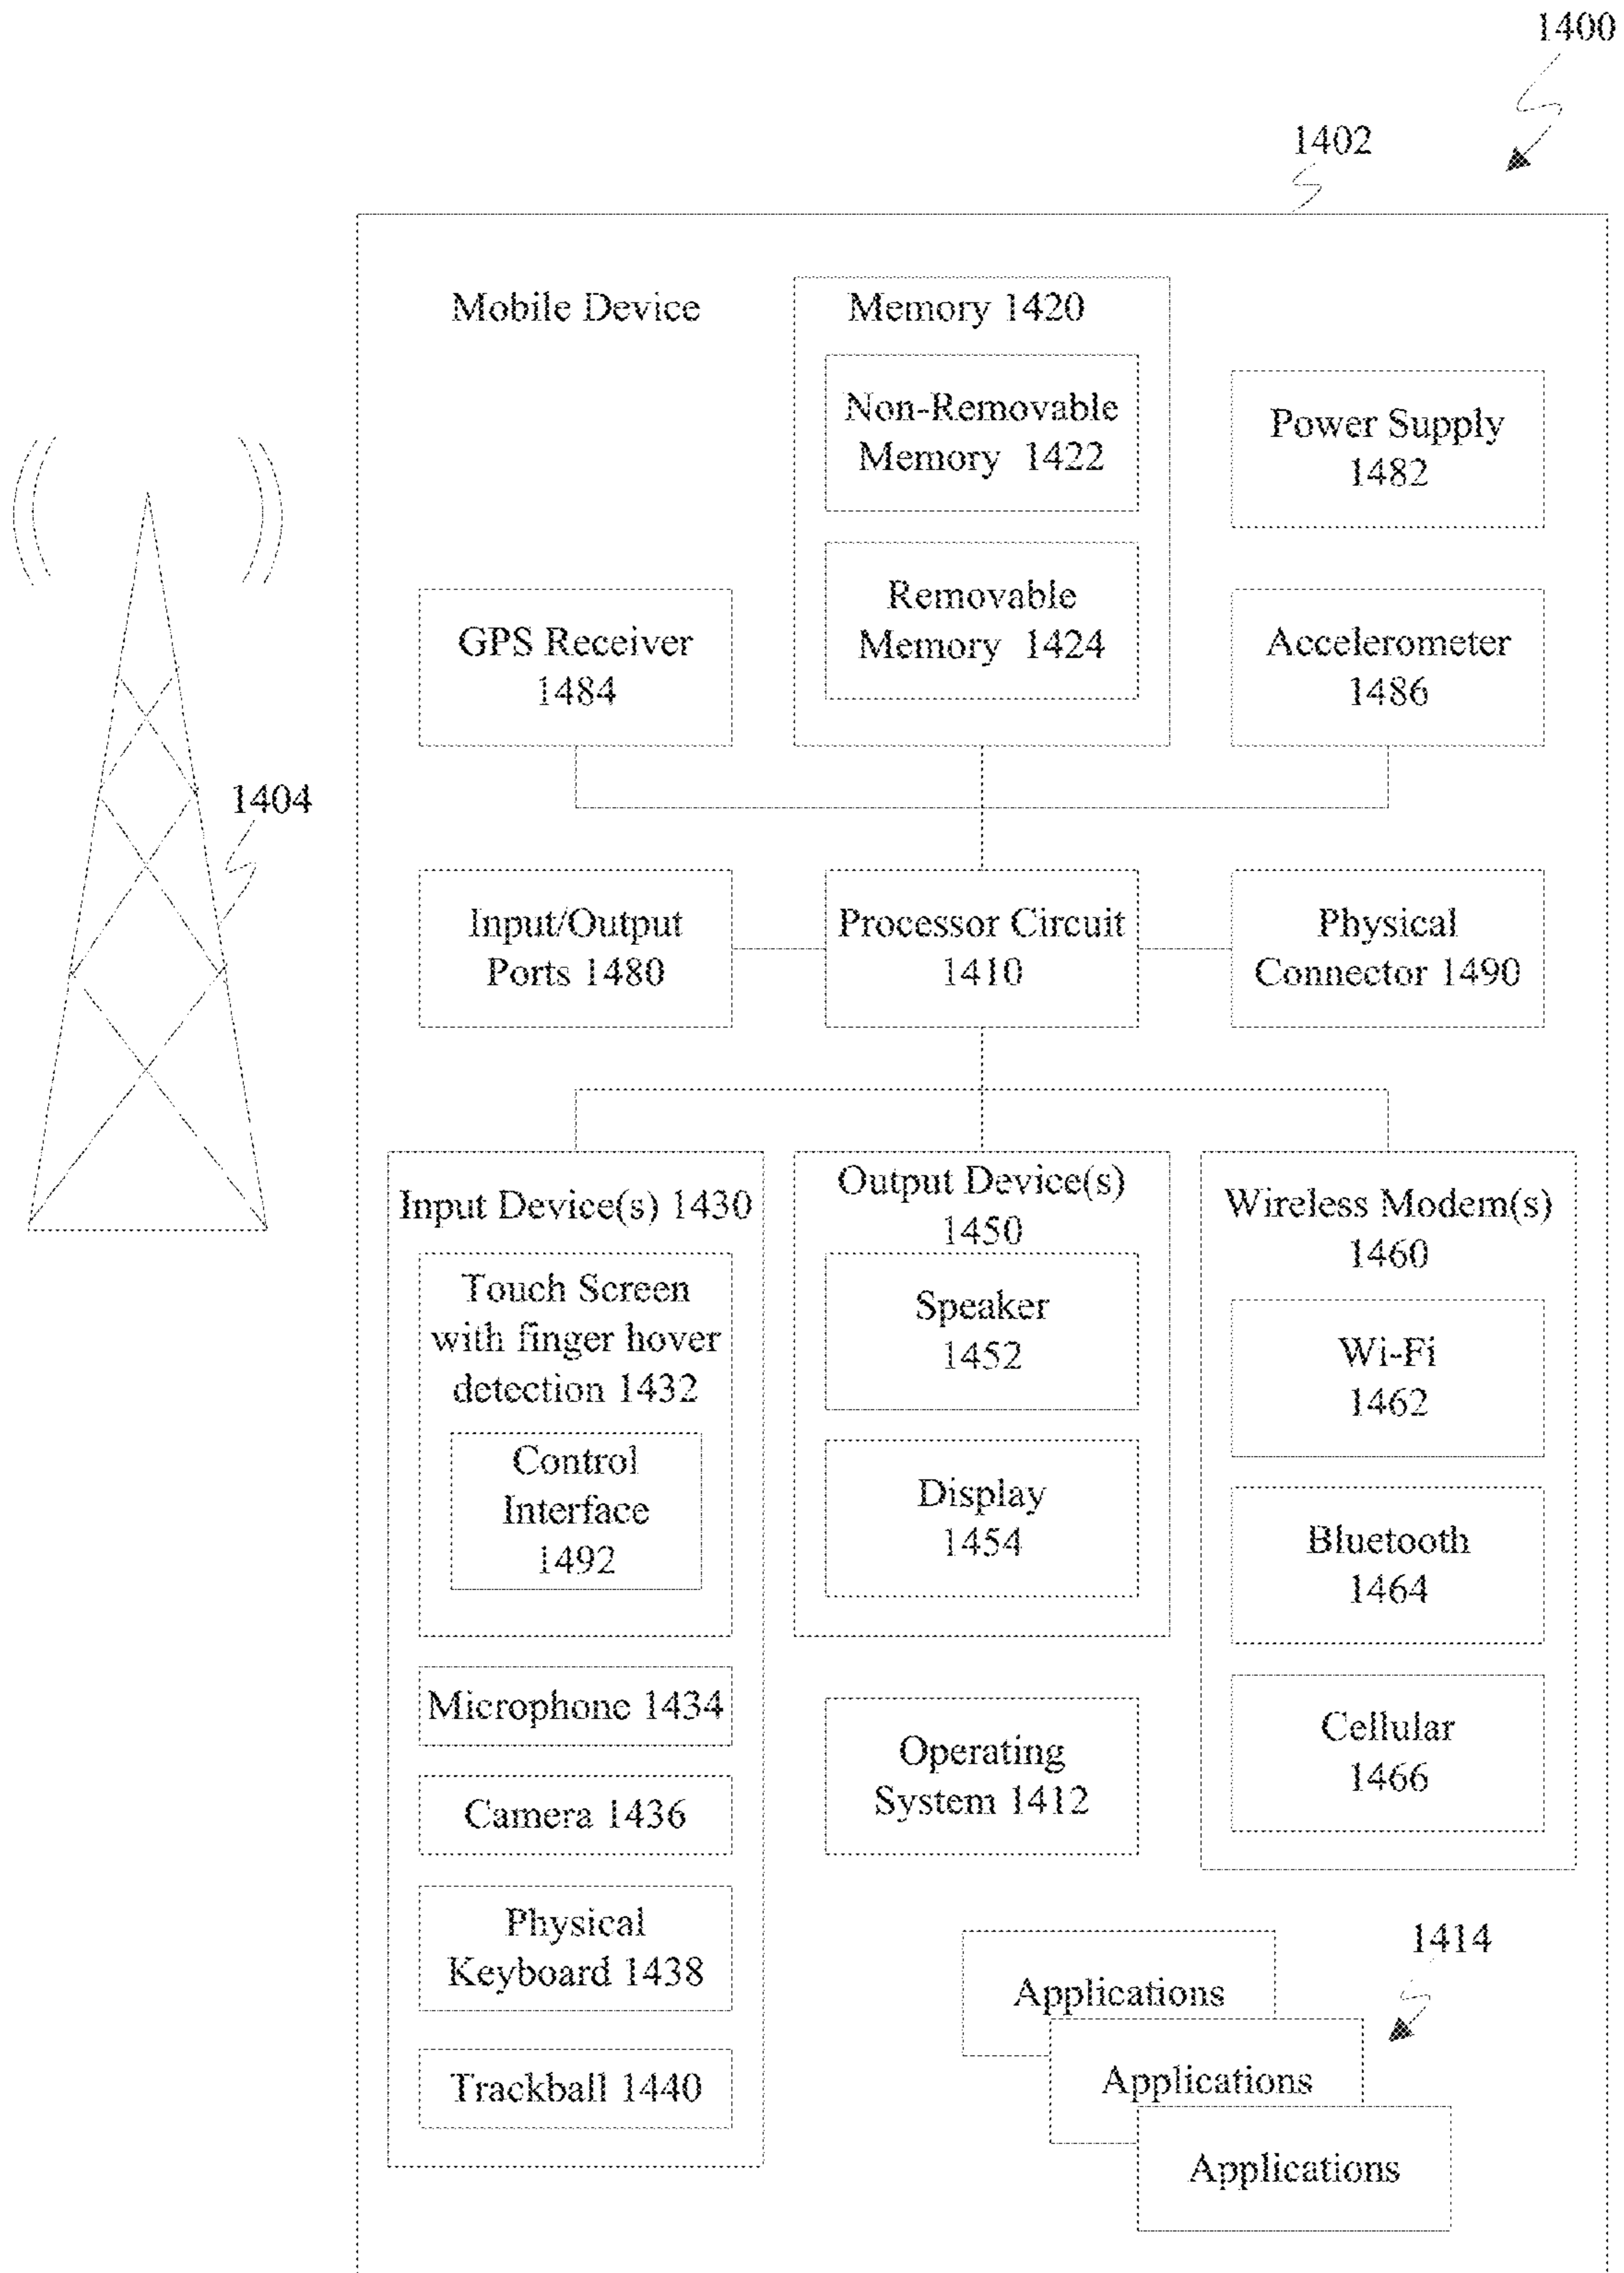 1400
1402
Mobile Device
Memory 1420
Non-Removable
Memory 1422
Power Supply
1482
Removable
Memory 1424
GPS Receiver
1484
Accelerometer
1486
1404
Input/Output
Ports 1480
Processor Circuit
1410
Physical
Connector 1490
Input Device(s) 1430
Touch Screen
with finger hover
detection 1432
Control
Interface
1492
Microphone 1434
Camera 1436
Physical
Keyboard 1438
Trackball 1440
Output Device(s)
1450
Speaker
1452
Display
1454
Operating
System 1412
Wireless Modem(s)
1460
Wi-Fi
1462
Bluetooth
1464
Cellular
1466
1414
Applications
Applications
Applications